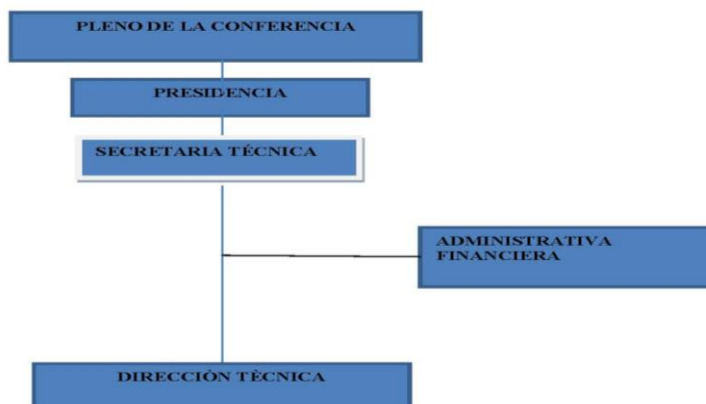 PLENO DE LA CONFERENCIA
PRESIDENCIA
SECRETARIA TÉCNICA
ADMINISTRATIVA
FINANCIERA
DIRECCIÒN TÈCNICA